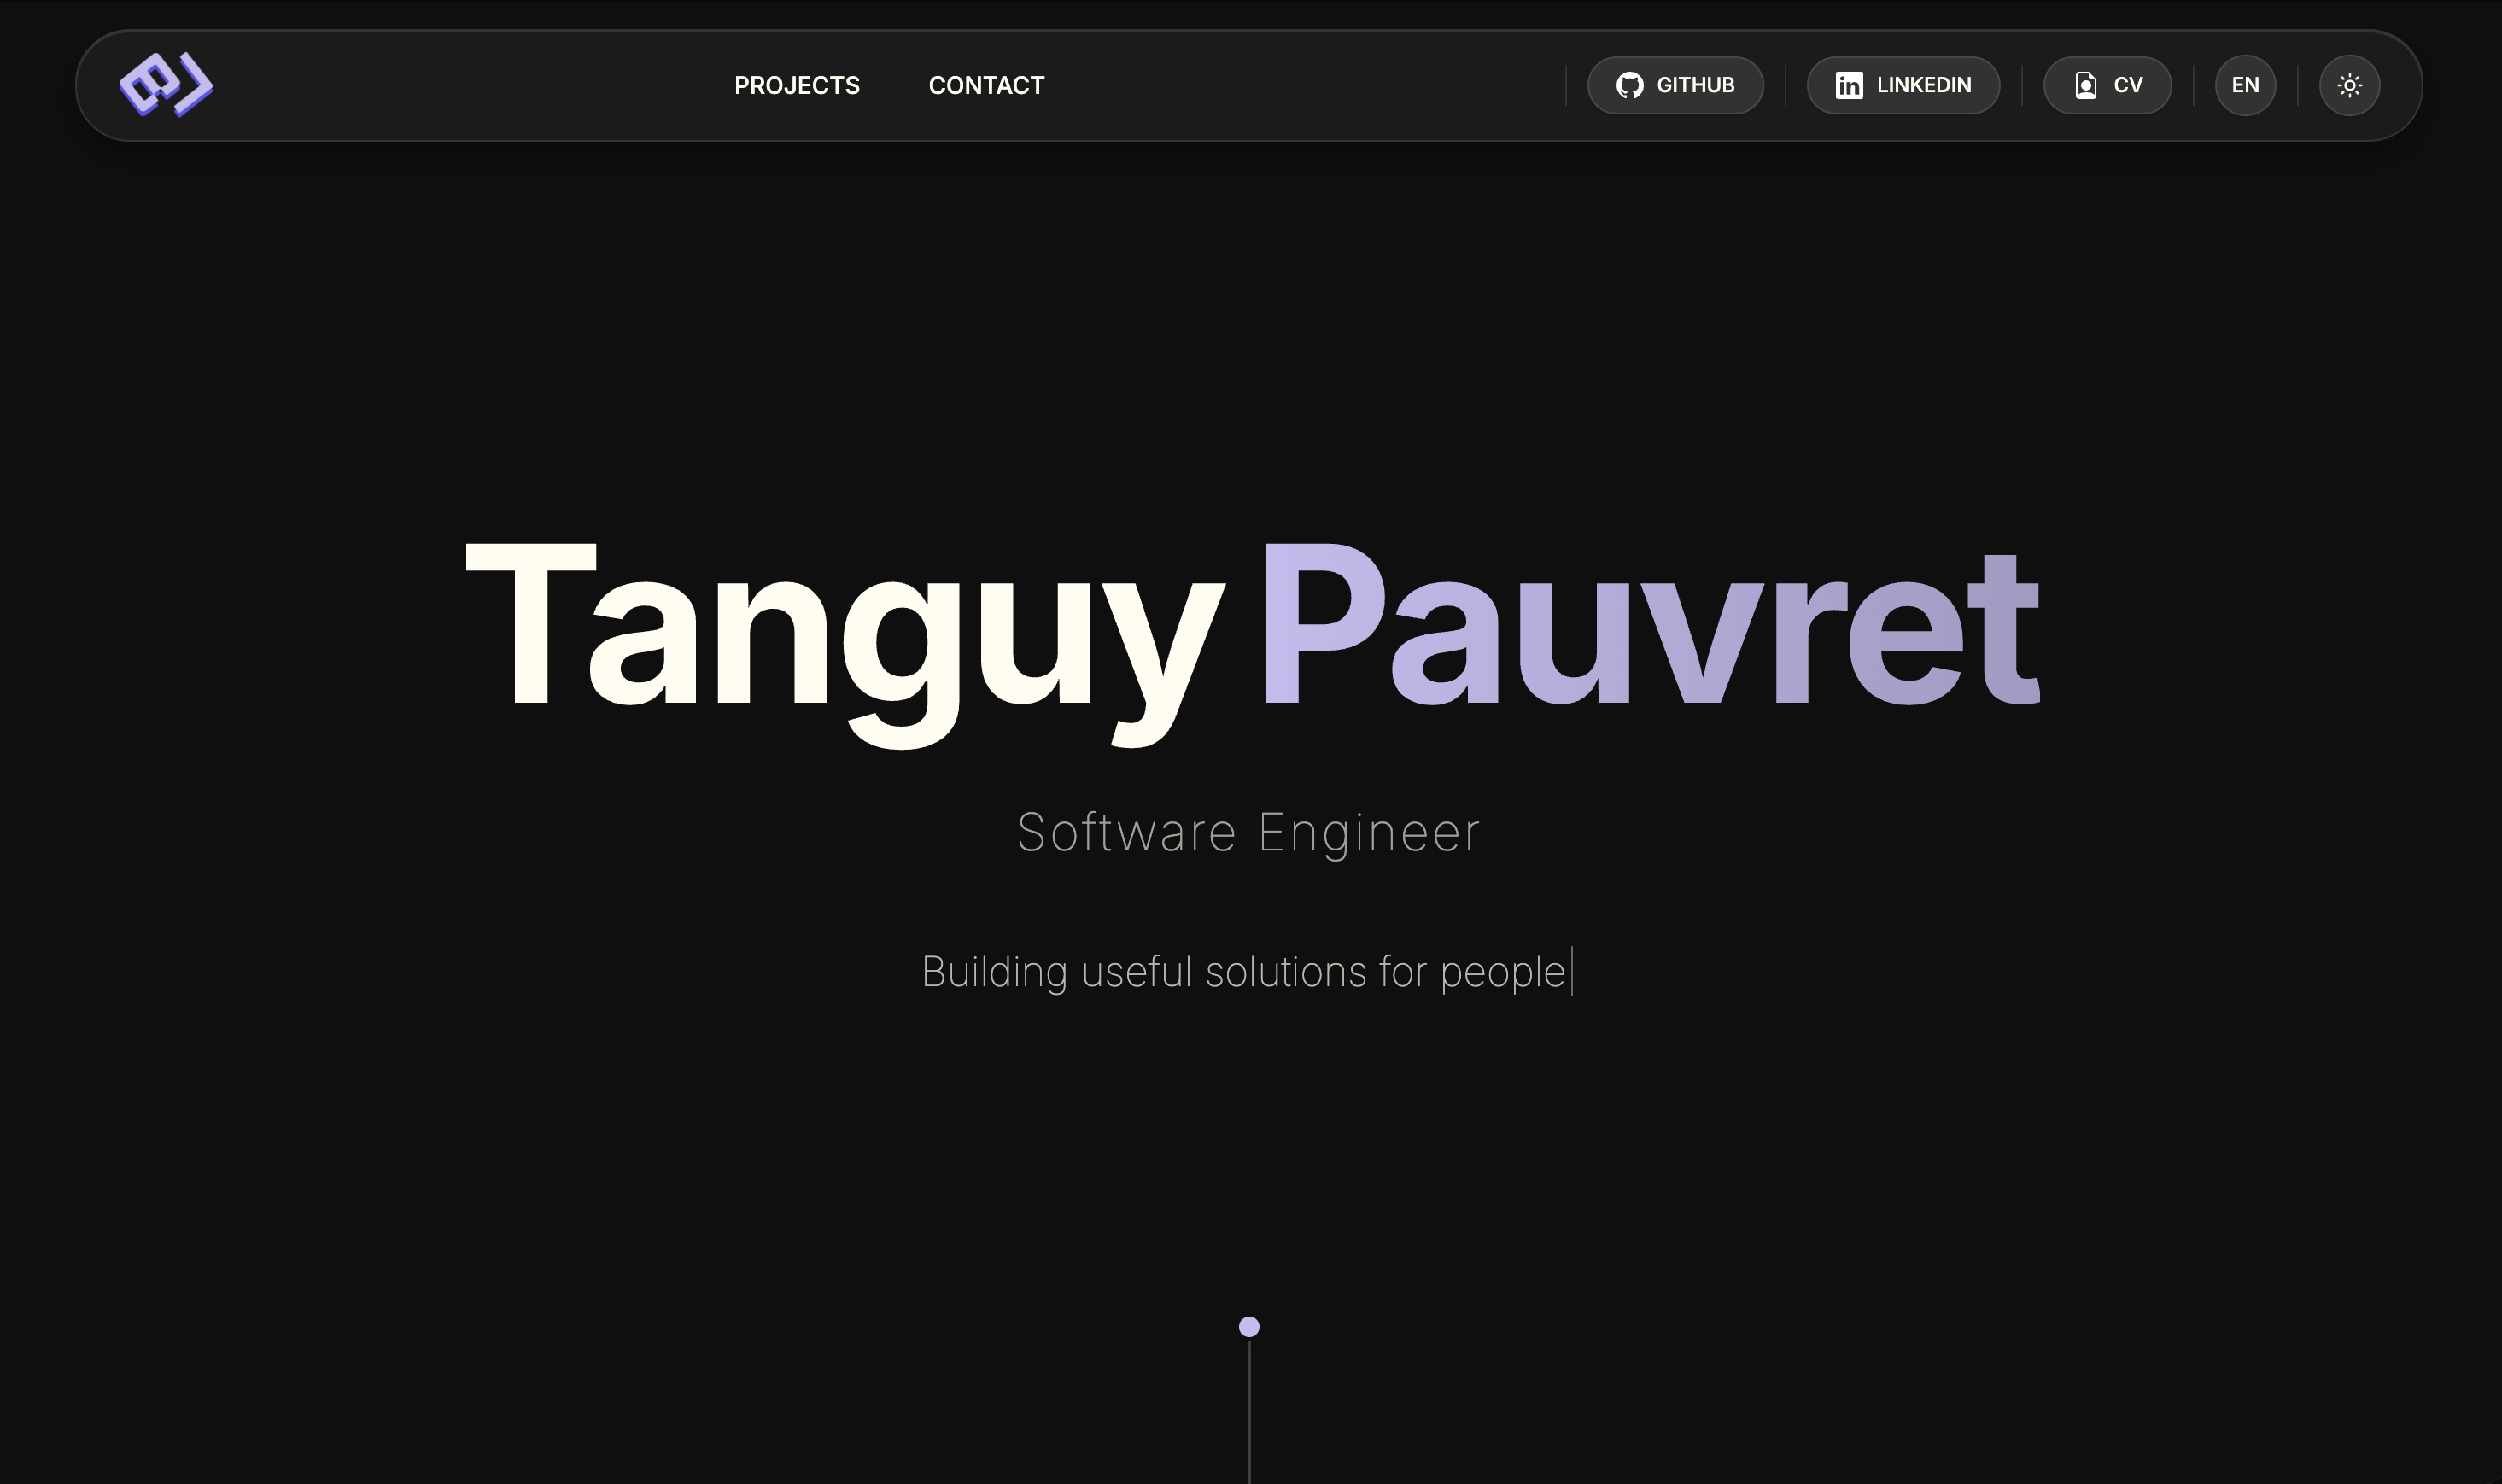 PROJECTS CONTACT GITHUB LINKEDIN CV EN
Tanguy Pauvret
Software Engineer
Building useful solutions for people